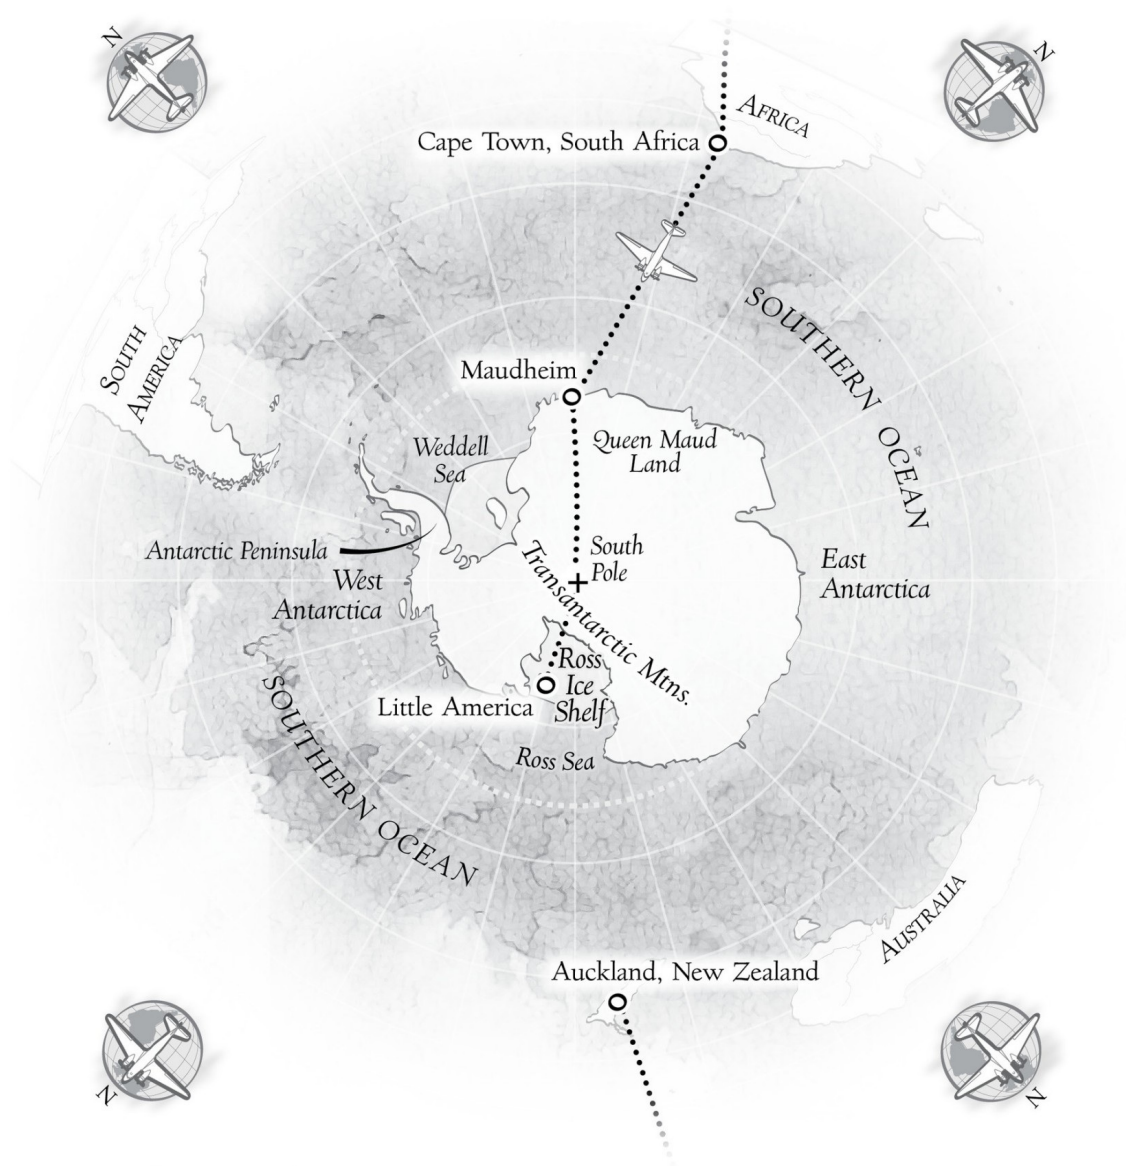 N
N
AFRICA
Cape Town, South Africa
SOUTHERN OCEAN
SOUTH
AMERICA
Maudheim
Weddell
Sea
Queen Maud
Land
Antarctic Peninsula
South
Pole
West
Antarctica
East
Antarctica
Transantarctic Mtns.
Ross
Ice
Shelf
Little America
SOUTHERN OCEAN
Ross Sea
AUSTRALIA
Auckland, New Zealand
N
N